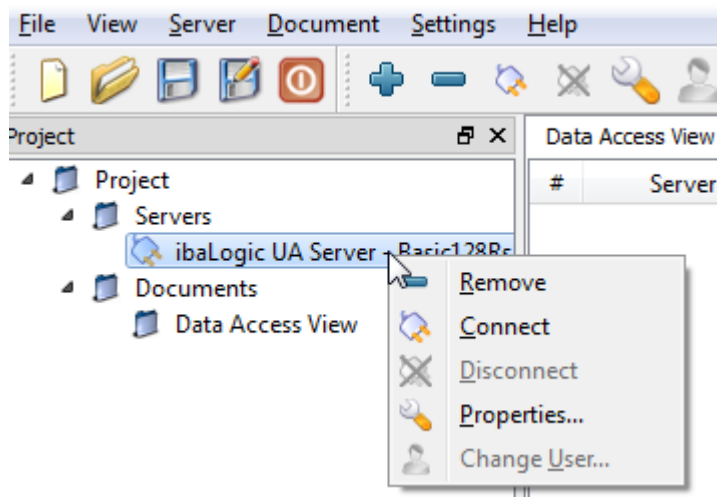 File View Server Document Settings Help
Project
Data Access View
Project
# Server
Servers
ibaLogic UA Server - Basic128Rs
Remove
Documents
Connect
Data Access View
Disconnect
Properties...
Change User...